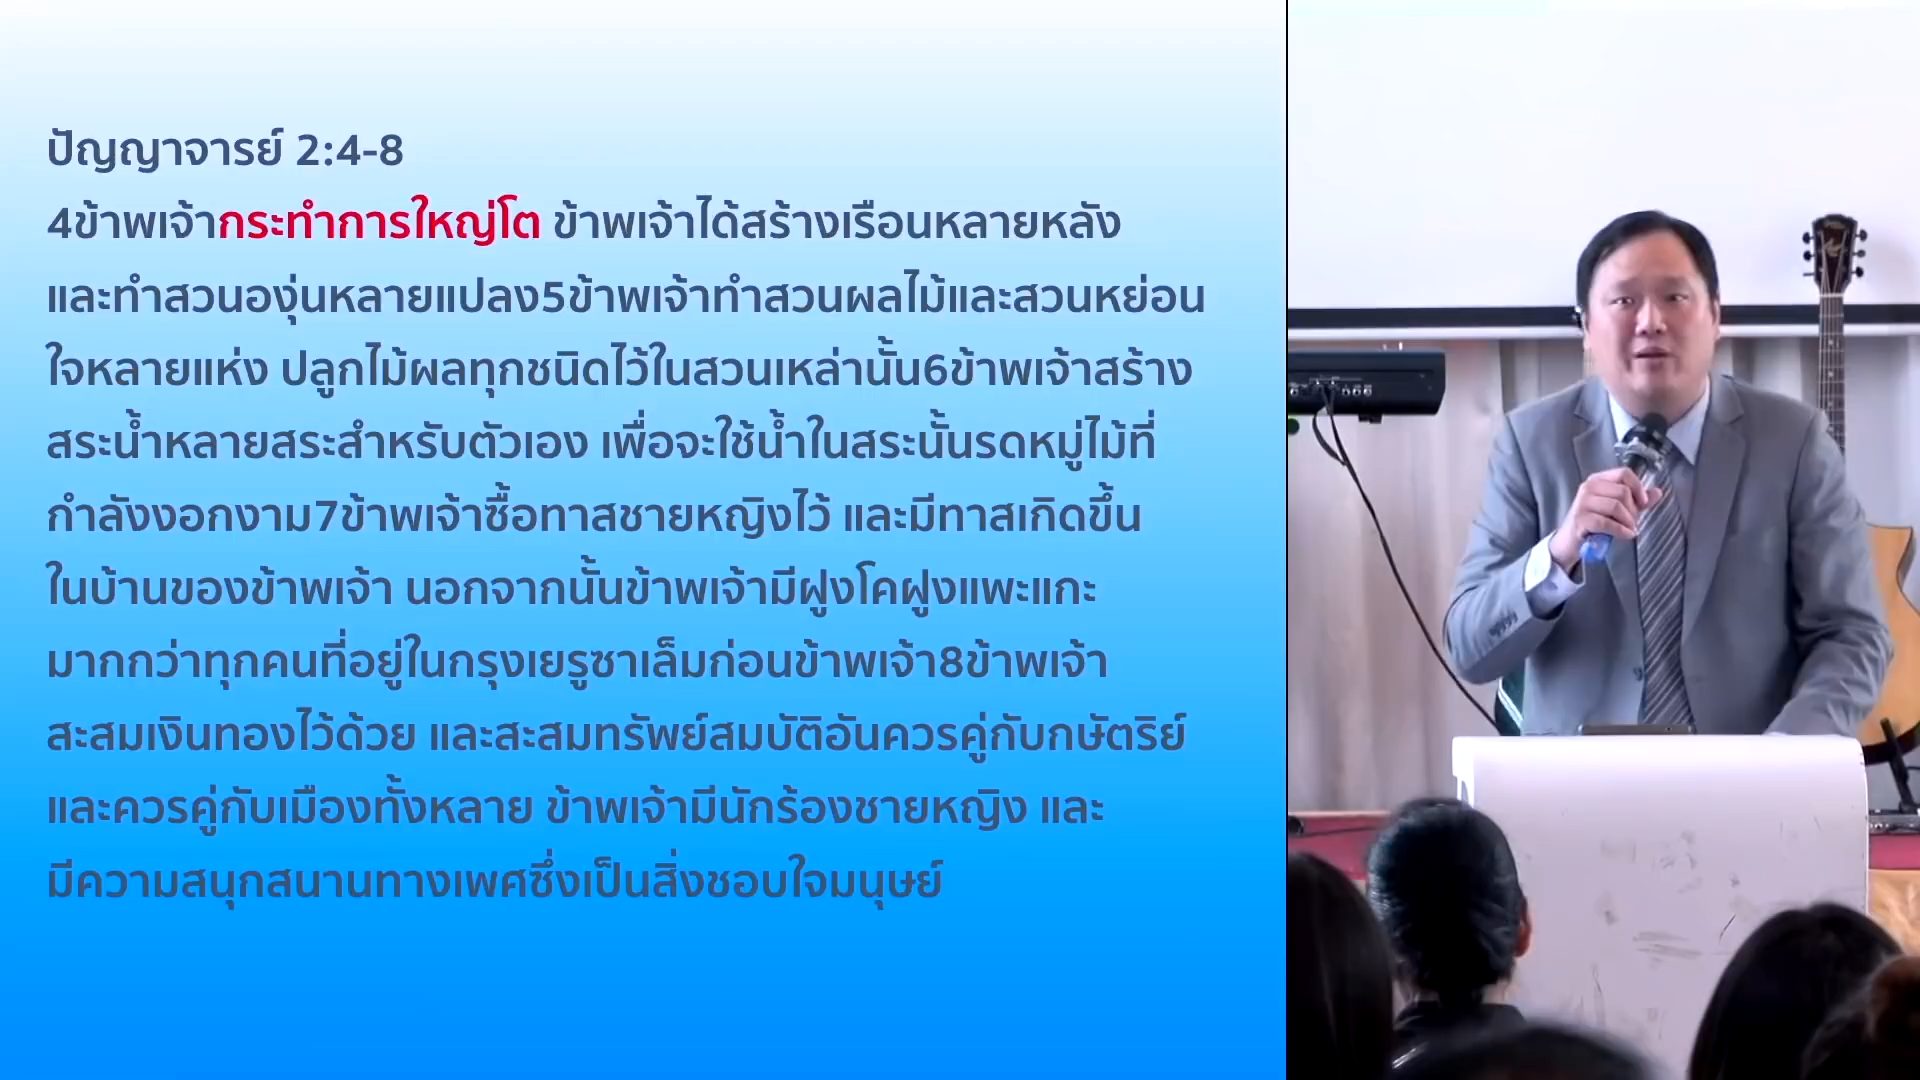 ปัญญาจารย์ 2:4-8
4ข้าพเจ้ากระทำการใหญ่โต ข้าพเจ้าได้สร้างเรือนหลายหลัง
และทำสวนองุ่นหลายแปลง5ข้าพเจ้าทำสวนผลไม้และสวนหย่อน
ใจหลายแห่ง ปลูกไม้ผลทุกชนิดไว้ในสวนเหล่านั้น6ข้าพเจ้าสร้าง
สระน้ำหลายสระสำหรับตัวเอง เพื่อจะใช้น้ำในสระนั้นรดหมู่ไม้ที่
กำลังงอกงาม7ข้าพเจ้าซื้อทาสชายหญิงไว้ และมีทาสเกิดขึ้น
ในบ้านของข้าพเจ้า นอกจากนั้นข้าพเจ้ามีฝูงโคฝูงแพะแกะ
มากกว่าทุกคนที่อยู่ในกรุงเยรูซาเล็มก่อนข้าพเจ้า8ข้าพเจ้า
สะสมเงินทองไว้ด้วย และสะสมทรัพย์สมบัติอันควรคู่กับกษัตริย์
และควรคู่กับเมืองทั้งหลาย ข้าพเจ้ามีนักร้องชายหญิง และ
มีความสนุกสนานทางเพศซึ่งเป็นสิ่งชอบใจมนุษย์